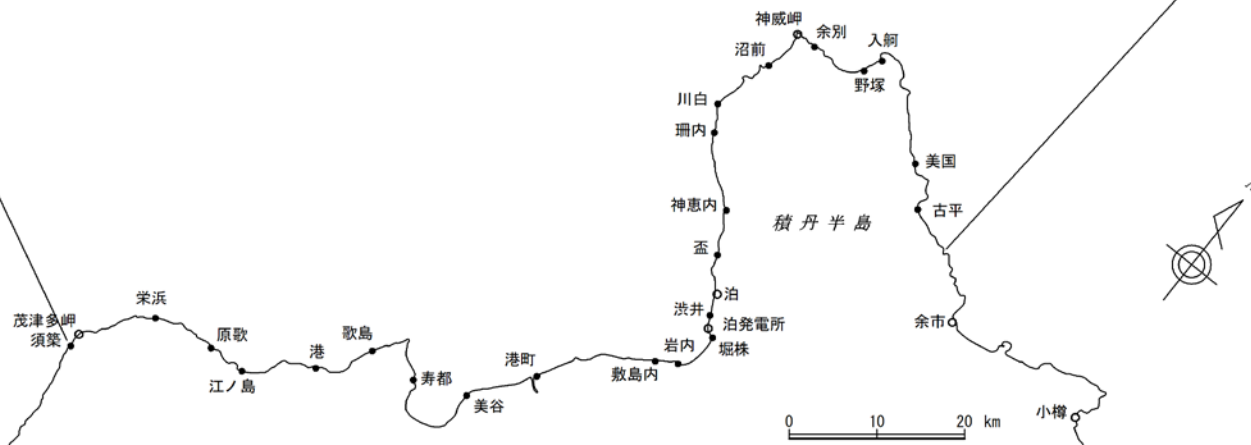 神威岬
余別
入舸
沼前
野塚
川白
珊内
美国
神恵内
積丹半島
古平
盃
泊
栄浜
渋井
茂津多岬
泊発電所
余市
須築
原歌
港
歌島
岩内
堀株
江ノ島
寿都
港町
敷島内
美谷
小樽
0 10 20 km